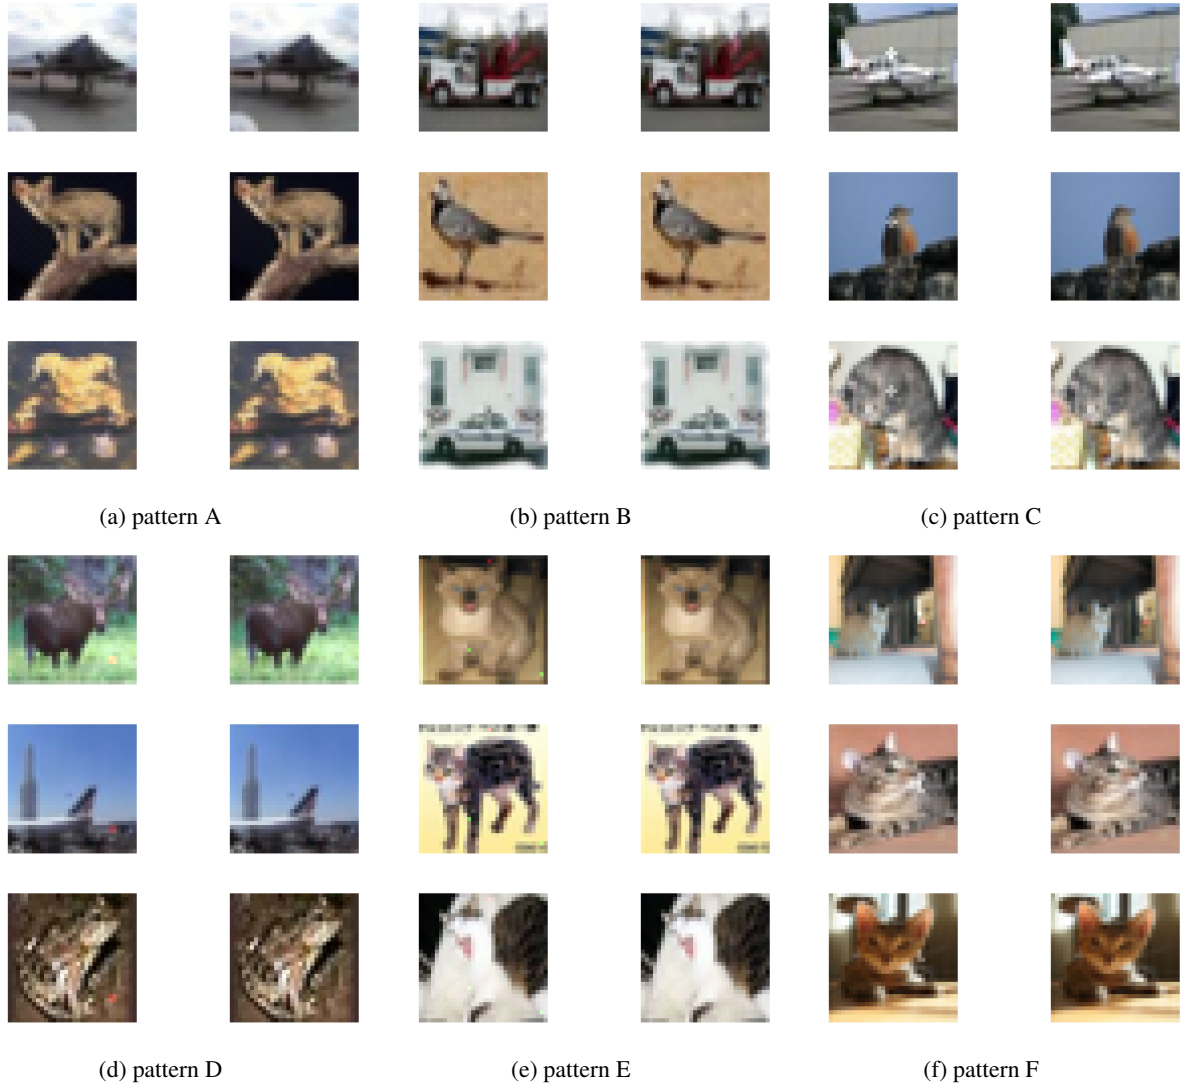 (a) pattern A
(b) pattern B
(c) pattern C
(d) pattern D
(e) pattern E
(f) pattern F